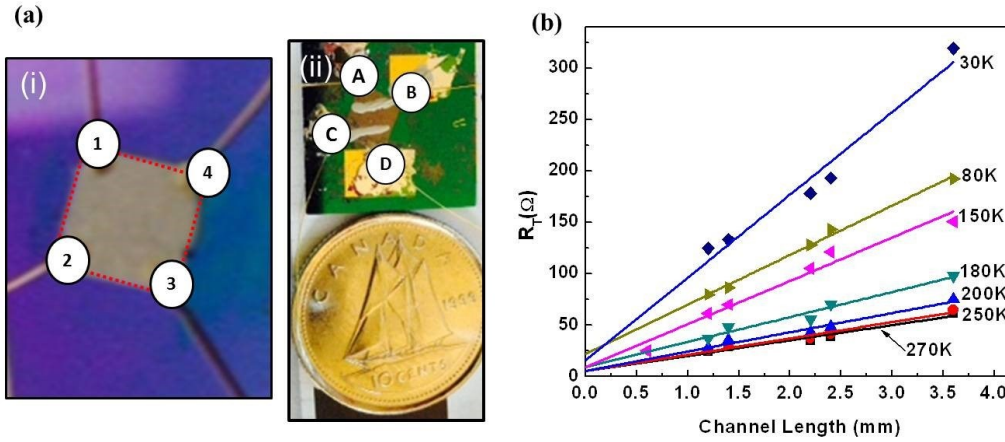 (a)
(i)
1
4
2
3
(ii)
A
B
C
D
CANADA
1999
10 CENTS
(b)
R_T(Ω)
300
250
200
150
100
50
0
30K
80K
150K
180K
200K
250K
270K
0.0 0.5 1.0 1.5 2.0 2.5 3.0 3.5 4.0
Channel Length (mm)